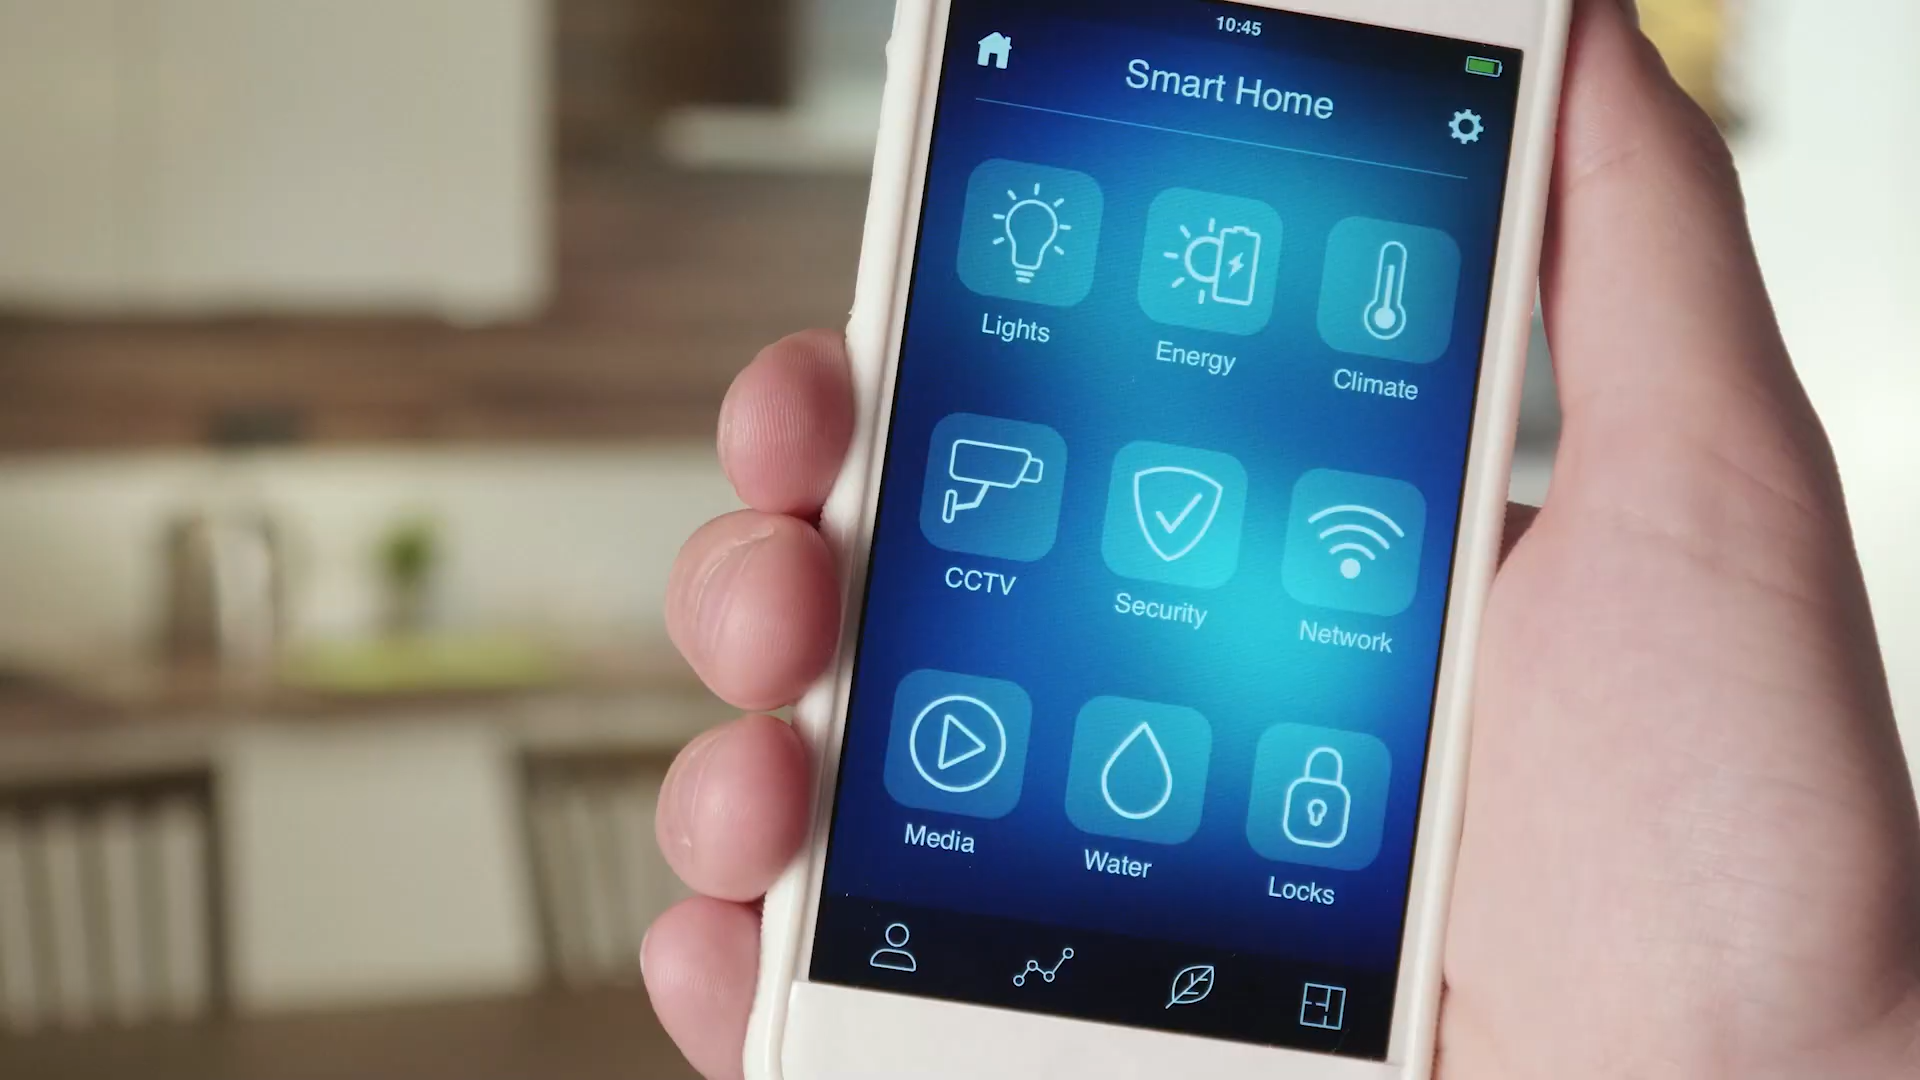 10:45
Smart Home
Lights
Energy
Climate
CCTV
Security
Network
Media
Water
Locks